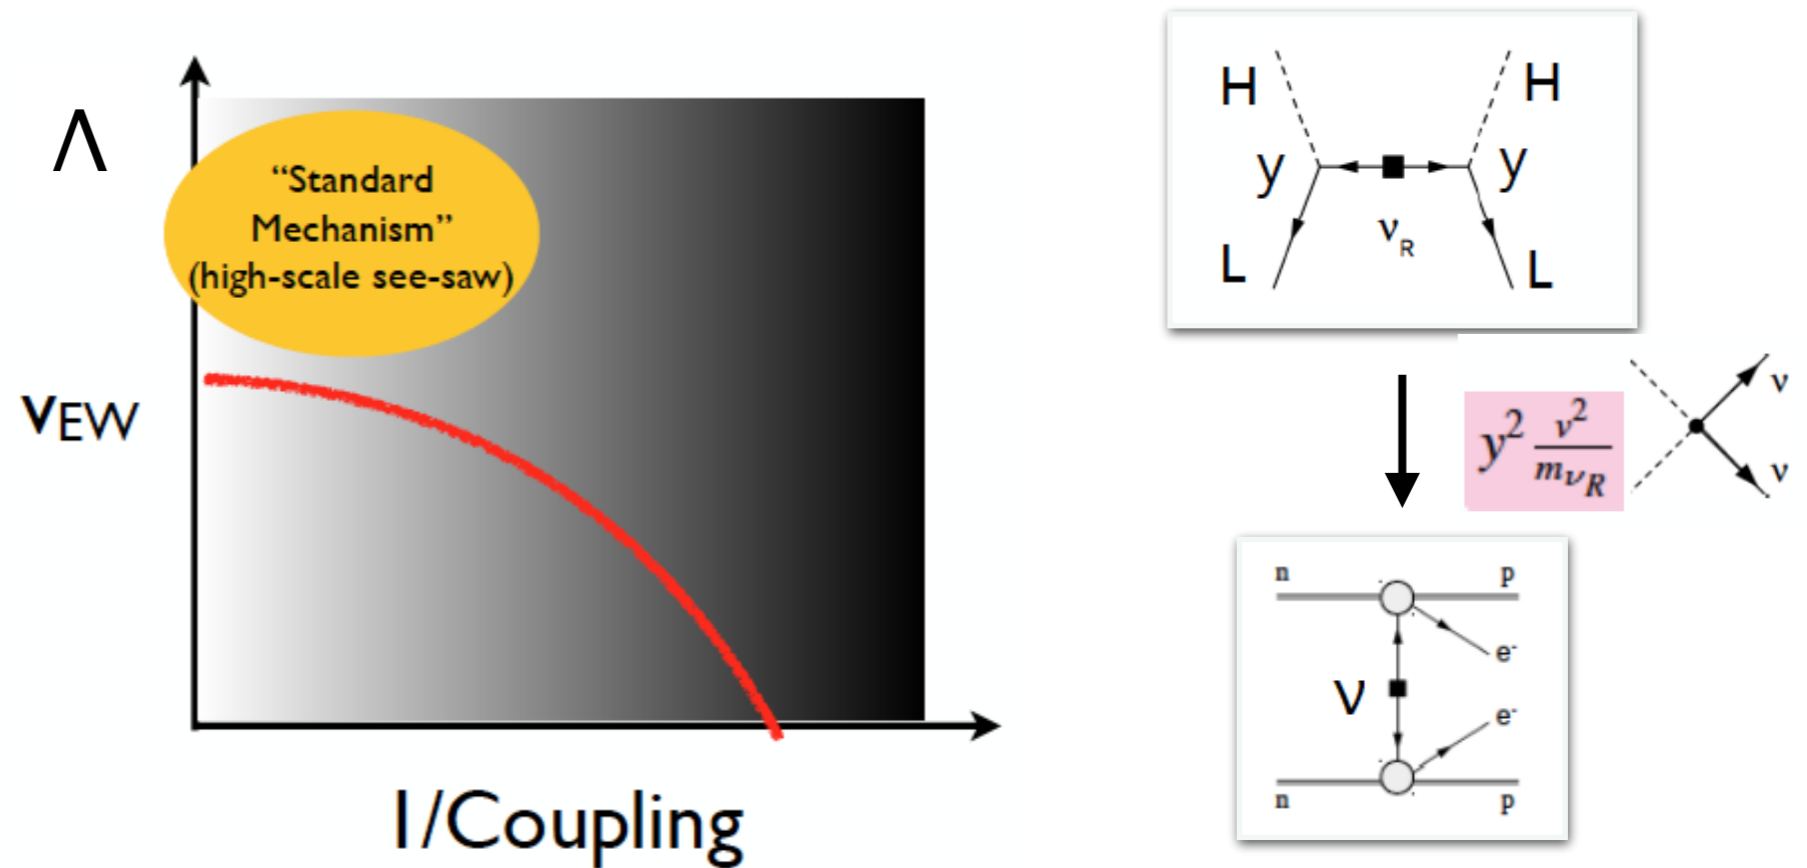 Λ
“Standard
Mechanism”
(high-scale see-saw)
vEW
1/Coupling
H H
y y
νR
L L
y² v²/mνR
ν
ν
n p
e⁻
ν
e⁻
n p